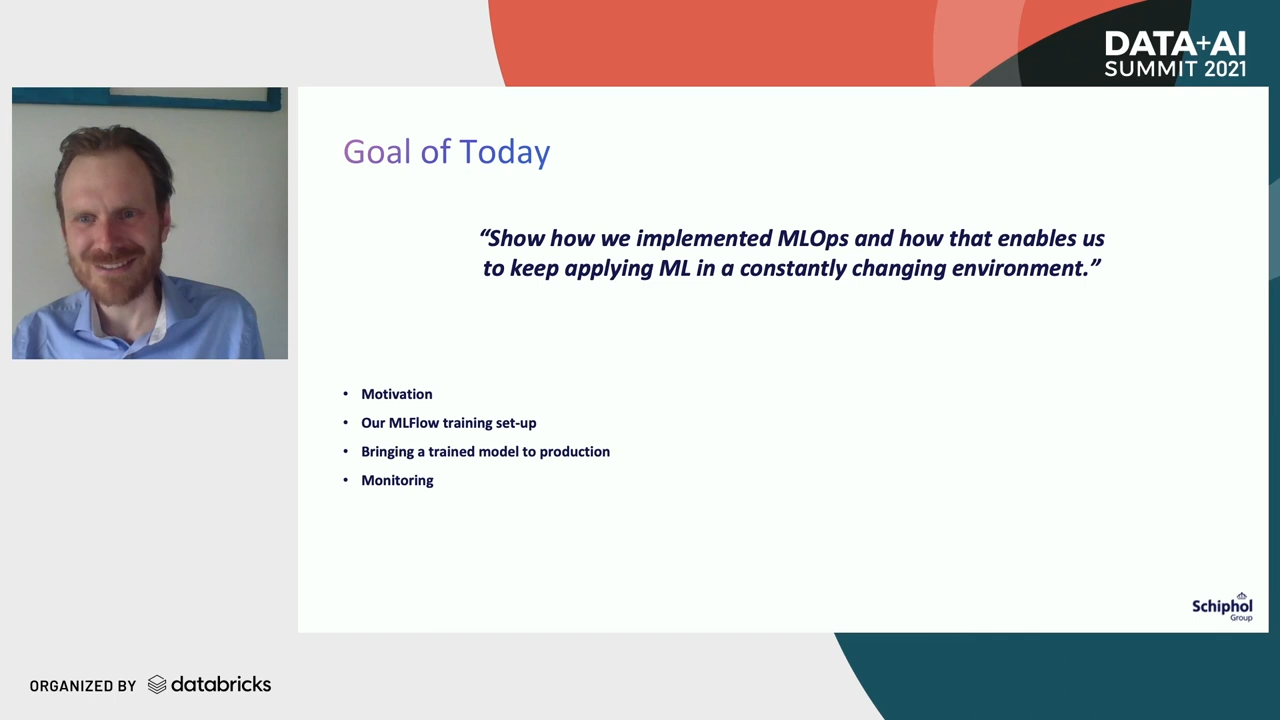 DATA+AI
SUMMIT 2021
Goal of Today
“Show how we implemented MLOps and how that enables us
to keep applying ML in a constantly changing environment.”
• Motivation
• Our MLFlow training set-up
• Bringing a trained model to production
• Monitoring
Schiphol
Group
ORGANIZED BY databricks